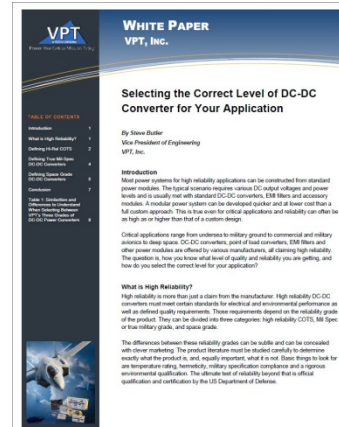 VPT
WHITE PAPER
VPT, INC.
TABLE OF CONTENTS
Introduction 1
What is High Reliability? 1
Defining Hi-Rel COTS 3
Defining True Mil-Spec
DC-DC Converters 4
Defining Space Grade
DC-DC Converters
Conclusion 7
Table 1: Similarities and
Differences to Understand
When Selecting Between
VPT's Three Grades of
DC-DC Power Converters
Selecting the Correct Level of DC-DC
Converter for Your Application
By Steve Butler
Vice President of Engineering
VPT, Inc.
Introduction
Most power systems for high reliability applications can be constructed from standard
power modules. The typical scenario requires various DC output voltages and power
levels and is usually met with standard DC-DC converters, EMI filters and accessory
modules. A modular power system can be developed quicker and at lower cost than a
full custom approach. This is true even for critical applications and reliability can often be
as high as or higher than that of a custom design.
Critical applications range from undersea to military ground to commercial and military
avionics to deep space. DC-DC converters, point of load converters, EMI filters and
other power modules are offered by various manufacturers, all claiming high reliability.
The question is, how you know what level of quality and reliability you are getting, and
how do you select the correct level for your application?
What is High Reliability?
High reliability is more than just a claim from the manufacturer. High reliability DC-DC
converters must meet certain standards for electrical and environmental performance as
well as defined quality requirements. Those requirements depend on the reliability grade
of the product. They can be divided into three categories: high reliability COTS, Mil Spec
or true military grade, and space grade.
The differences between these reliability grades can be subtle and can be concealed
with clever marketing. The product literature must be studied carefully to determine
exactly what the product is, and, equally important, what it is not. Basic things to look for
are temperature rating, hermeticity, military specification compliance and a rigorous
environmental qualification. The ultimate test of reliability beyond that is official
qualification and certification by the US Department of Defense.